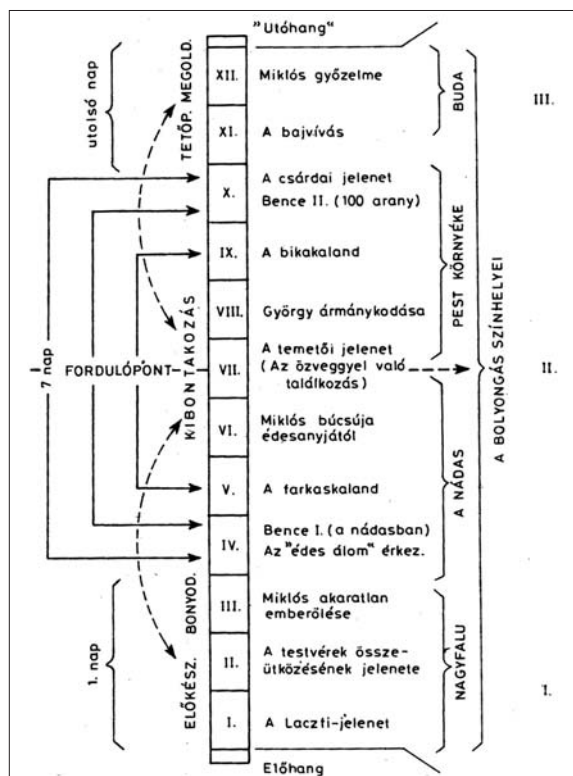 "Utóhang"
XII. Miklós győzelme
XI. A bajvívás
X. A csárdai jelenet
Bence II. (100 arany)
IX. A bikakaland
VIII. György ármánykodása
VII. A temetői jelenet
(Az özveggyel való
találkozás)
VI. Miklós búcsúja
édesanyjától
V. A farkaskaland
IV. Bence I. (a nádasban)
Az "édes álom" érkez.
III. Miklós akaratlan
emberölése
II. A testvérek össze-
ütközésének jelenete
I. A Laczfi-jelenet
Előhang
utolsó nap
7 nap
1. nap
TETŐP. MEGOLD.
KIBONTAKOZÁS
FORDULÓPONT
ELŐKÉSZ. BONYOD.
BUDA
PEST KÖRNYÉKE
A NÁDAS
NAGYFALU
A BOLYONGÁS SZÍNHELYEI
III.
II.
I.